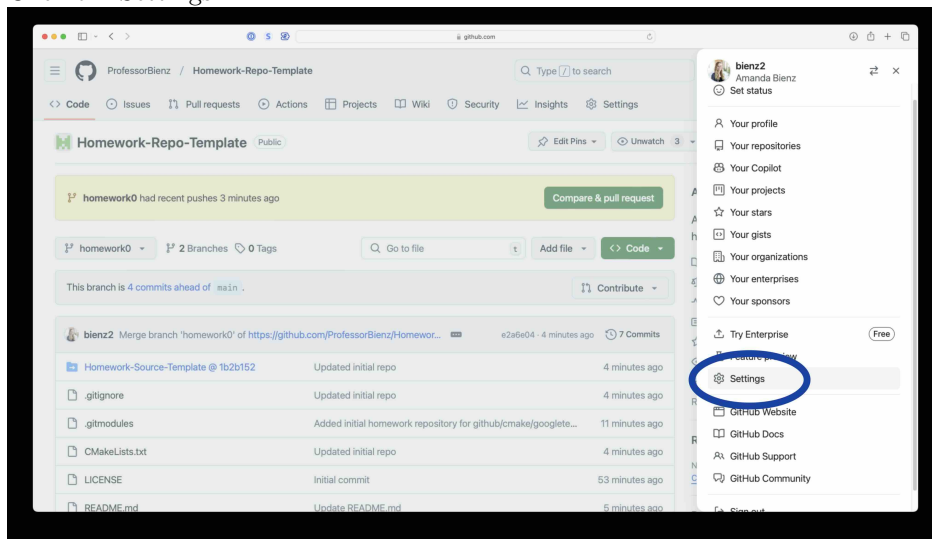 github.com
ProfessorBienz / Homework-Repo-Template
Type / to search
Code Issues Pull requests Actions Projects Wiki Security Insights Settings
Homework-Repo-Template Public
Edit Pins Unwatch 3
homework0 had recent pushes 3 minutes ago
Compare & pull request
homework0 2 Branches 0 Tags
Go to file t
Add file
Code
This branch is 4 commits ahead of main .
Contribute
bienz2 Merge branch 'homework0' of https://github.com/ProfessorBienz/Homewor... e2a6e04 · 4 minutes ago 7 Commits
Homework-Source-Template @ 1b2b152 Updated initial repo 4 minutes ago
.gitignore Updated initial repo 4 minutes ago
.gitmodules Added initial homework repository for github/cmake/googlete... 11 minutes ago
CMakeLists.txt Updated initial repo 4 minutes ago
LICENSE Initial commit 53 minutes ago
README.md Update README.md 5 minutes ago
bienz2
Amanda Bienz
Set status
Your profile
Your repositories
Your Copilot
Your projects
Your stars
Your gists
Your organizations
Your enterprises
Your sponsors
Try Enterprise Free
Feature preview
Settings
GitHub Website
GitHub Docs
GitHub Support
GitHub Community
Sign out